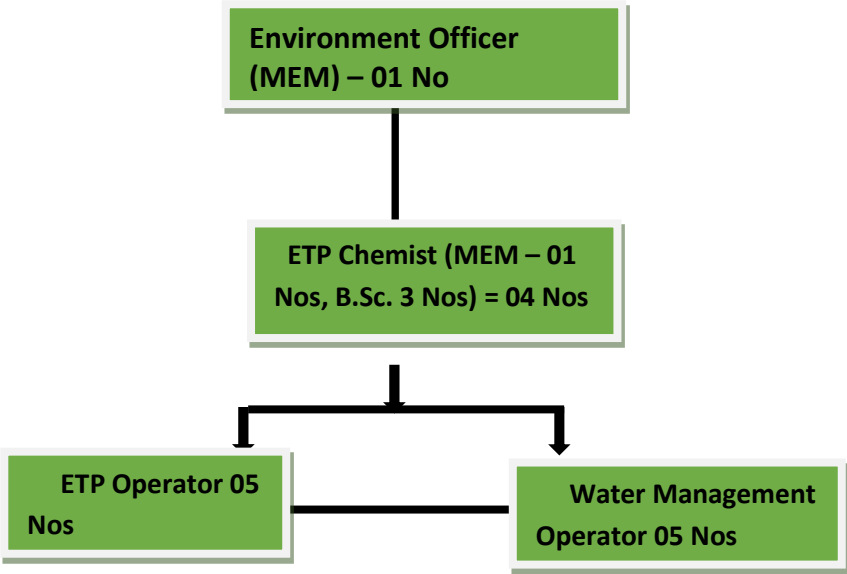 Environment Officer
(MEM) – 01 No
ETP Chemist (MEM – 01
Nos, B.Sc. 3 Nos) = 04 Nos
ETP Operator 05
Nos
Water Management
Operator 05 Nos